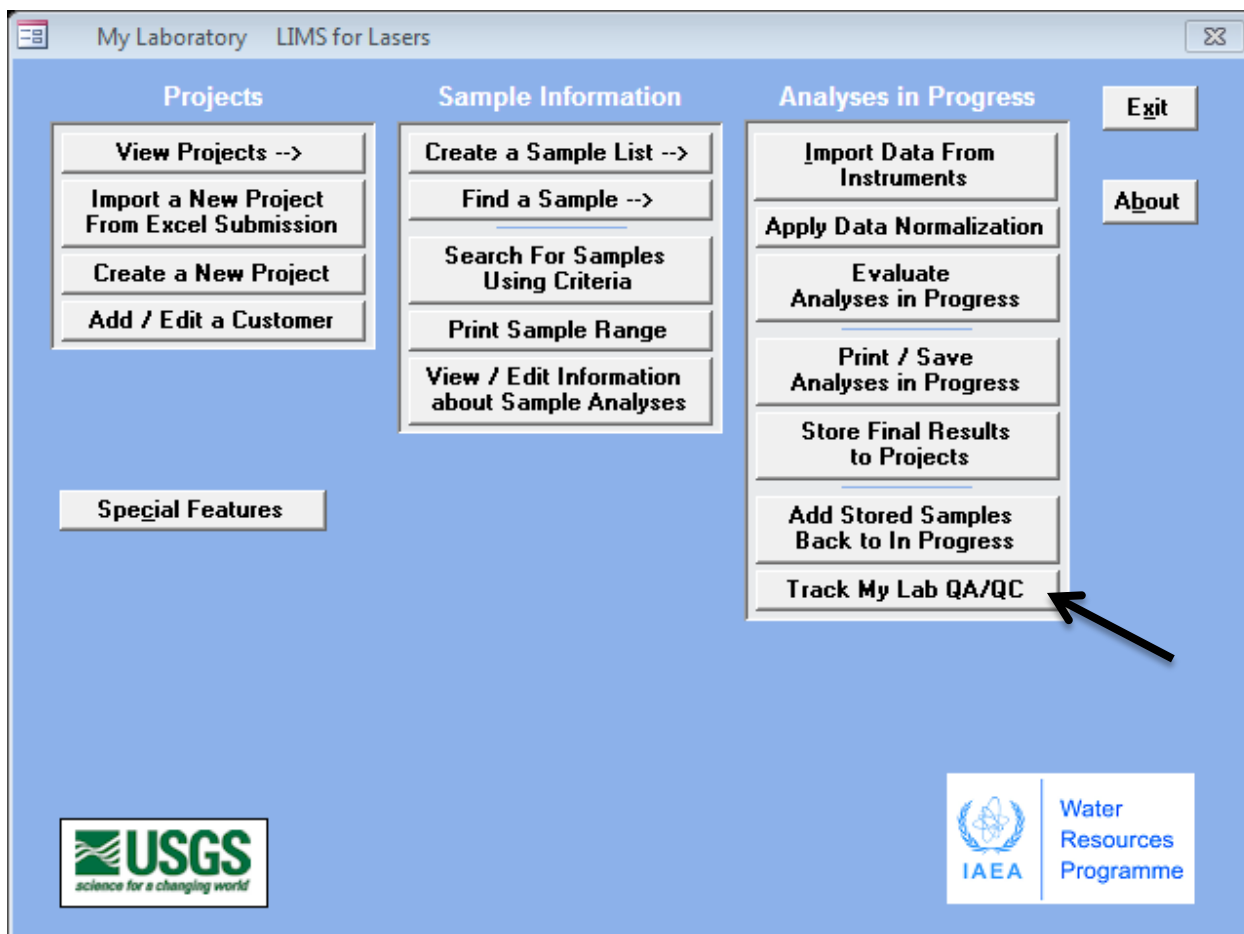 My Laboratory LIMS for Lasers
Projects
View Projects -->
Import a New Project
From Excel Submission
Create a New Project
Add / Edit a Customer
Special Features
Sample Information
Create a Sample List -->
Find a Sample -->
Search For Samples
Using Criteria
Print Sample Range
View / Edit Information
about Sample Analyses
Analyses in Progress
Import Data From
Instruments
Apply Data Normalization
Evaluate
Analyses in Progress
Print / Save
Analyses in Progress
Store Final Results
to Projects
Add Stored Samples
Back to In Progress
Track My Lab QA/QC
Exit
About
USGS
science for a changing world
IAEA
Water
Resources
Programme